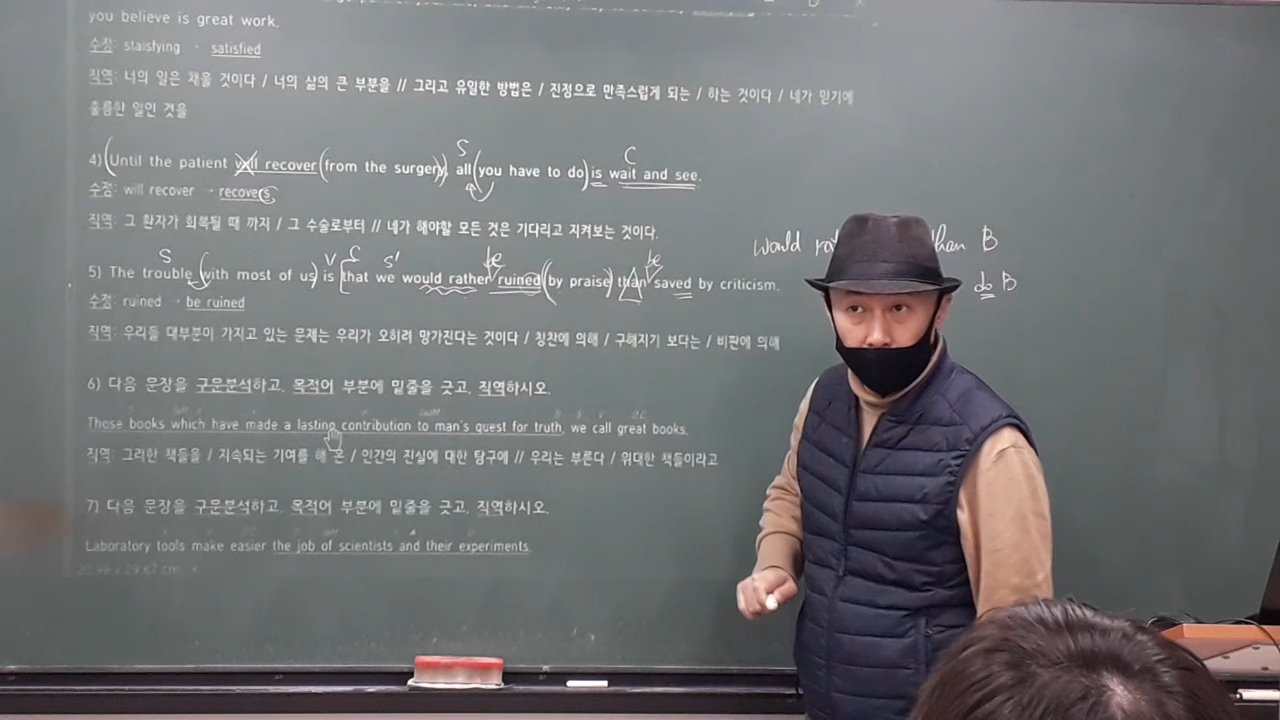 you believe is great work.
수정: staisfying → satisfied
직역: 너의 일은 채울 것이다 / 너의 삶의 큰 부분을 // 그리고 유일한 방법은 / 진정으로 만족스럽게 되는 / 하는 것이다 / 네가 믿기에
훌륭한 일인 것을
S C
4) (Until the patient will recover (from the surgery)) all (you have to do) is wait and see.
수정: will recover → recovers
직역: 그 환자가 회복될 때 까지 / 그 수술로부터 // 네가 해야할 모든 것은 기다리고 지켜보는 것이다.
would than B
S V C S' be be
5) The trouble (with most of us) is [that we would rather ruined (by praise) than saved by criticism.
do B
수정: ruined → be ruined
직역: 우리들 대부분이 가지고 있는 문제는 우리가 오히려 망가진다는 것이다 / 칭찬에 의해 / 구해지기 보다는 / 비판에 의해
6) 다음 문장을 구문분석하고, 목적어 부분에 밑줄을 긋고, 직역하시오.
Those books which have made a lasting contribution to man's quest for truth, we call great books.
직역: 그러한 책들을 / 지속되는 기여를 해 온 / 인간의 진실에 대한 탐구에 // 우리는 부른다 / 위대한 책들이라고
7) 다음 문장을 구문분석하고, 목적어 부분에 밑줄을 긋고, 직역하시오.
Laboratory tools make easier the job of scientists and their experiments.
20.99 x 29.67 cm